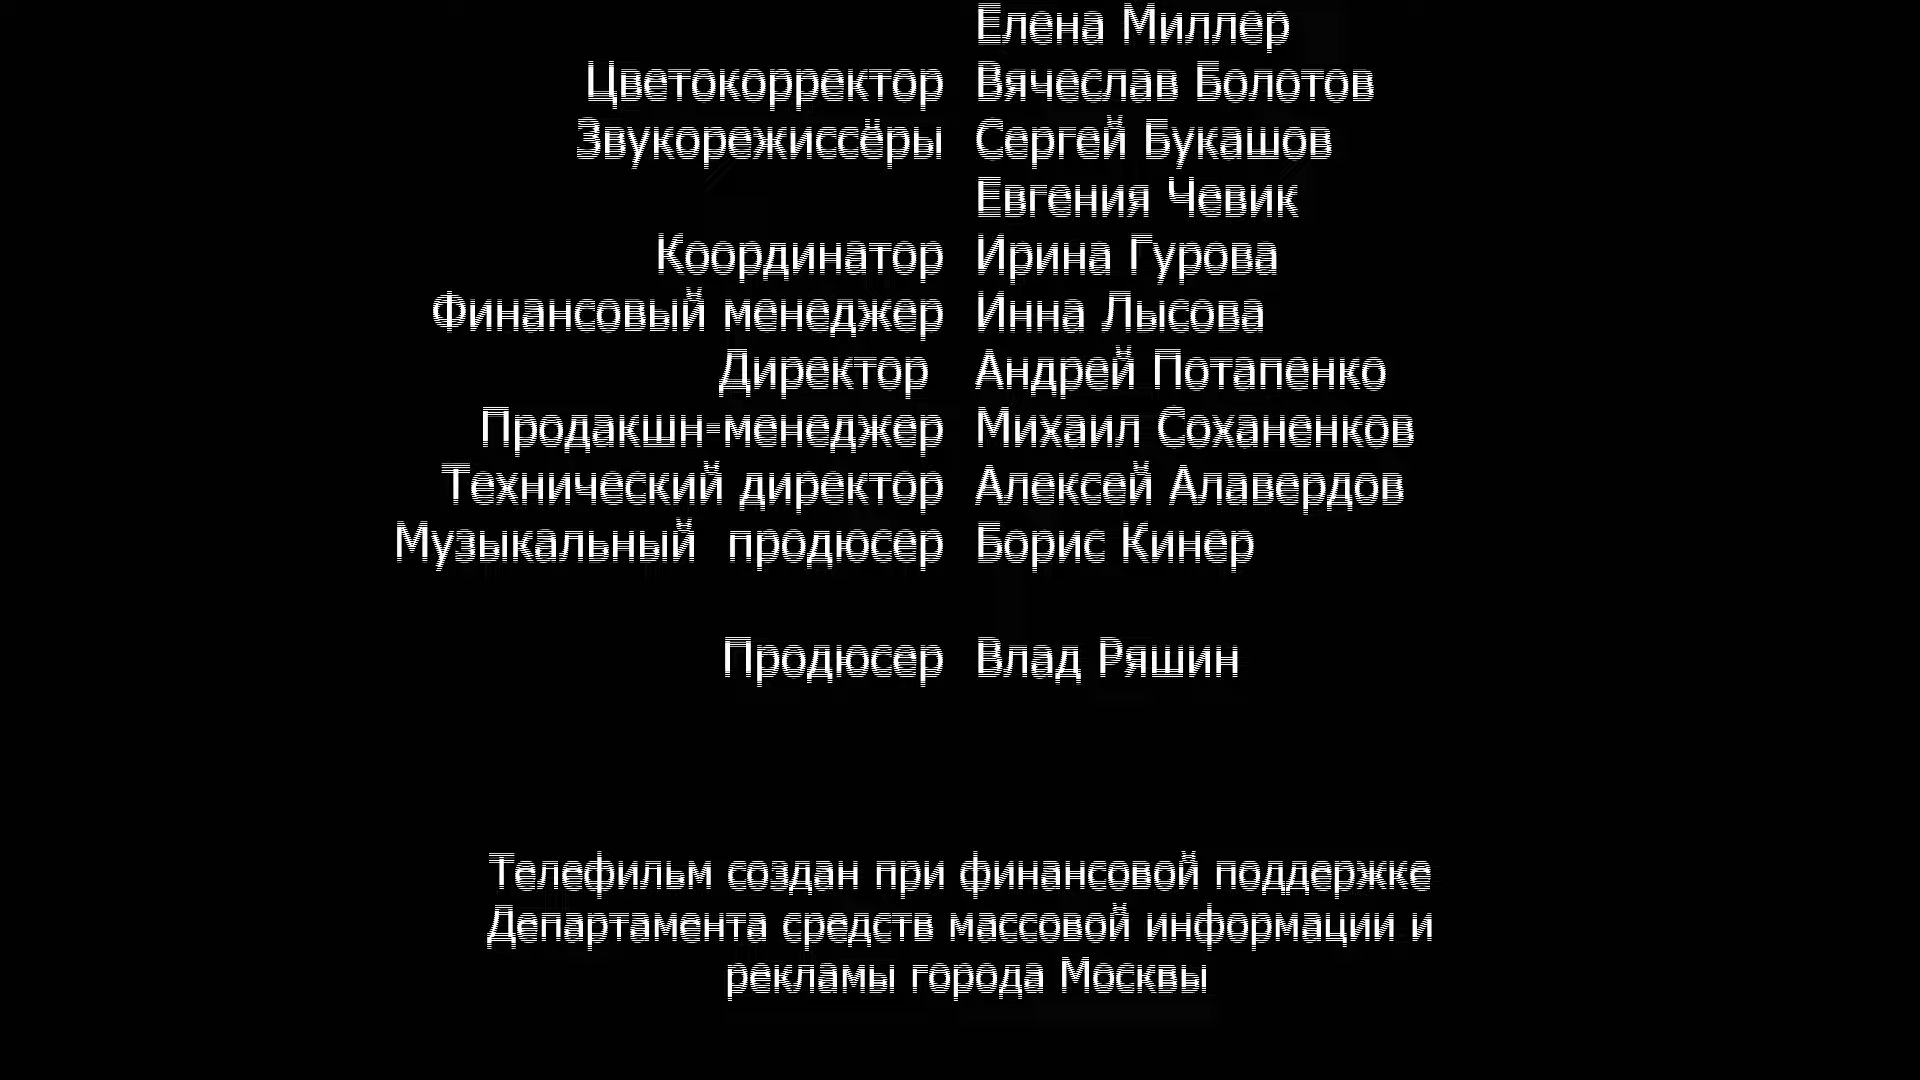 Елена Миллер
Цветокорректор Вячеслав Болотов
Звукорежиссёры Сергей Букашов
Евгения Чевик
Координатор Ирина Гурова
Финансовый менеджер Инна Лысова
Директор Андрей Потапенко
Продакшн-менеджер Михаил Соханенков
Технический директор Алексей Алавердов
Музыкальный продюсер Борис Кинер
Продюсер Влад Ряшин
Телефильм создан при финансовой поддержке
Департамента средств массовой информации и
рекламы города Москвы